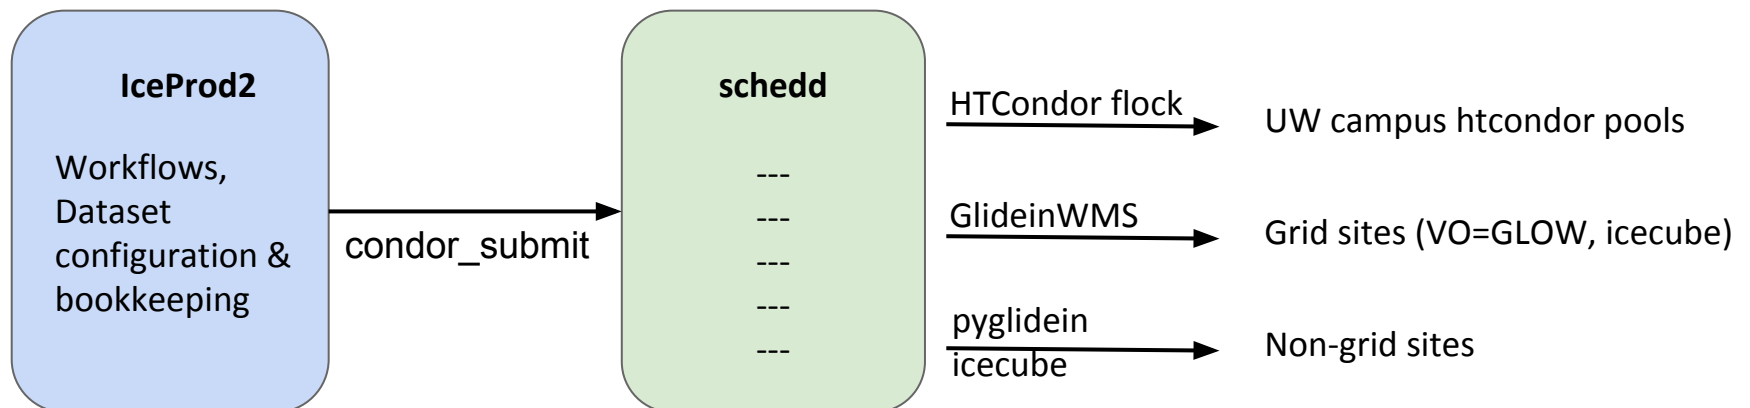 IceProd2
Workflows,
Dataset
configuration &
bookkeeping
condor_submit
schedd
---
---
---
---
---
HTCondor flock
UW campus htcondor pools
GlideinWMS
Grid sites (VO=GLOW, icecube)
pyglidein
icecube
Non-grid sites